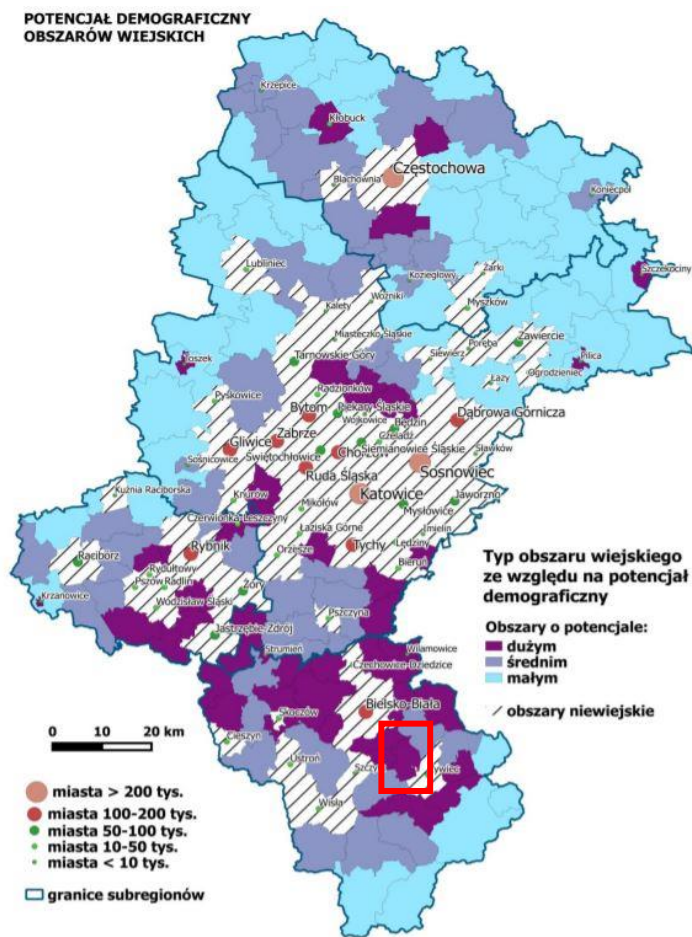 POTENCJAŁ DEMOGRAFICZNY
OBSZARÓW WIEJSKICH
Krzepice
Kłobuck
Częstochowa
Blachownia
Koniecpol
Lubliniec
Koziegłowy
Żarki
Szczekociny
Myszków
Kalety
Woźniki
Miasteczko Śląskie
Siewierz
Poręba
Zawiercie
Toszek
Tarnowskie Góry
Pilica
Ogrodzieniec
Łazy
Pyskowice
Radzionków
Bytom
Piekary Śląskie
Wojkowice
Będzin
Dąbrowa Górnicza
Gliwice
Zabrze
Czeladź
Sławków
Sośnicowice
Świętochłowice
Chorzów
Siemianowice Śląskie
Ruda Śląska
Sosnowiec
Kuźnia Raciborska
Knurów
Mikołów
Katowice
Mysłowice
Jaworzno
Czerwionka-Leszczyny
Łaziska Górne
Imielin
Lędziny
Racibórz
Rybnik
Orzesze
Tychy
Bieruń
Rydułtowy
Pszów
Radlin
Krzanowice
Wodzisław Śląski
Żory
Pszczyna
Jastrzębie-Zdrój
Strumień
Wilamowice
Czechowice-Dziedzice
Bielsko-Biała
Skoczów
Cieszyn
Ustroń
Szczy
ywiec
Wisła
Typ obszaru wiejskiego
ze względu na potencjał
demograficzny
Obszary o potencjale:
dużym
średnim
małym
obszary niewiejskie
0 10 20 km
miasta > 200 tys.
miasta 100-200 tys.
miasta 50-100 tys.
miasta 10-50 tys.
miasta < 10 tys.
granice subregionów